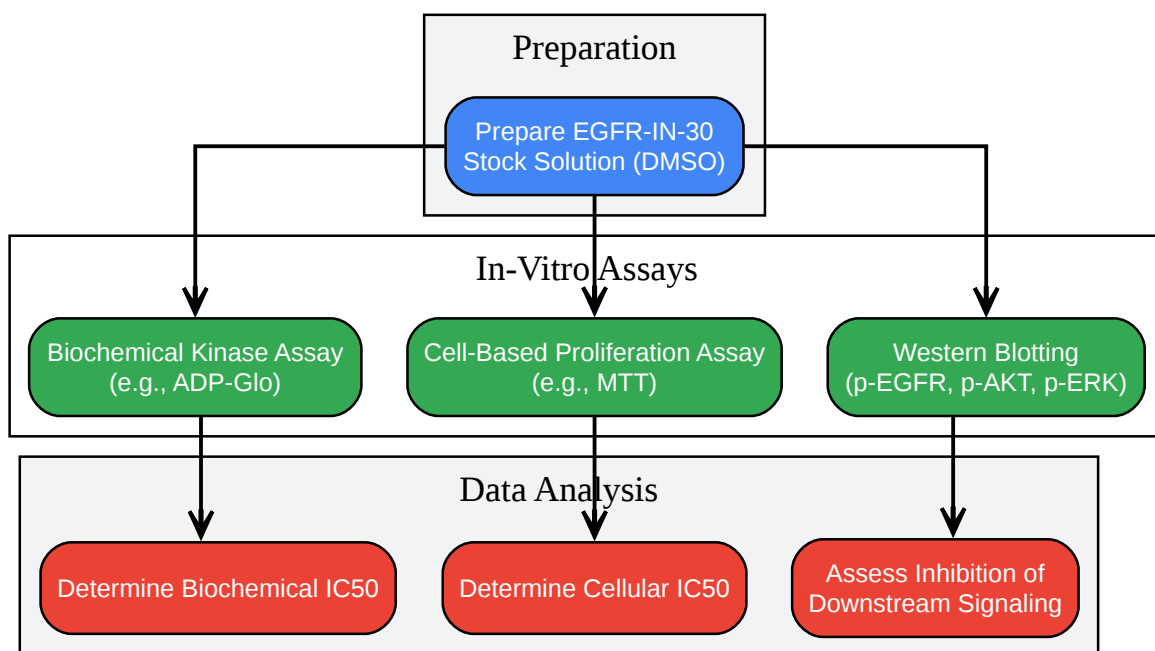 Preparation
Prepare EGFR-IN-30
Stock Solution (DMSO)
In-Vitro Assays
Biochemical Kinase Assay
(e.g., ADP-Glo)
Cell-Based Proliferation Assay
(e.g., MTT)
Western Blotting
(p-EGFR, p-AKT, p-ERK)
Data Analysis
Determine Biochemical IC50
Determine Cellular IC50
Assess Inhibition of
Downstream Signaling